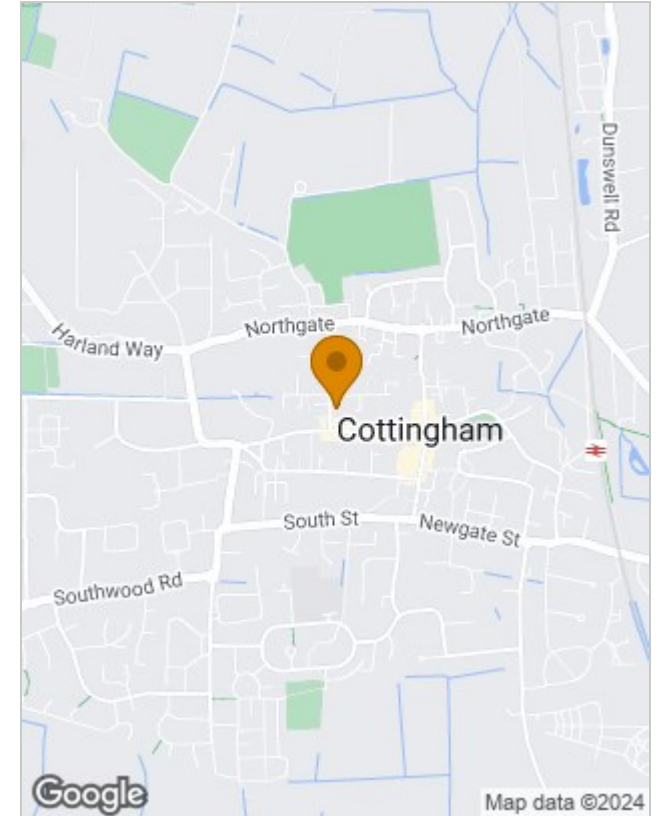 Dunswell Rd
Northgate
Northgate
Harland Way
Cottingham
South St
Newgate St
Southwood Rd
Google
Map data ©2024